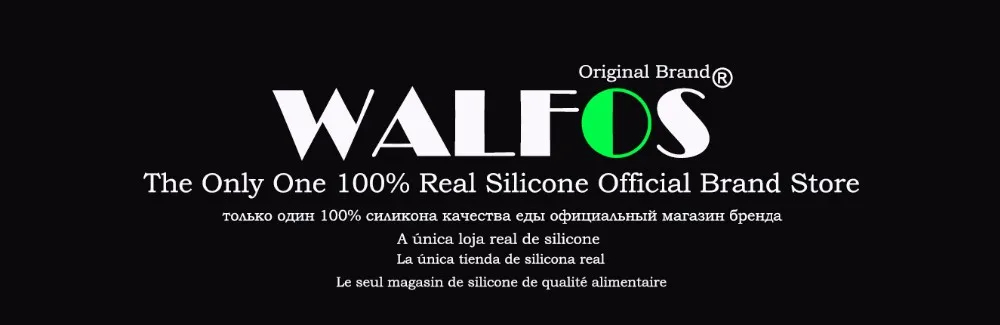 Original Brand®
WALFOS
The Only One 100% Real Silicone Official Brand Store
только один 100% силикона качества еды официальный магазин бренда
A única loja real de silicone
La única tienda de silicona real
Le seul magasin de silicone de qualité alimentaire